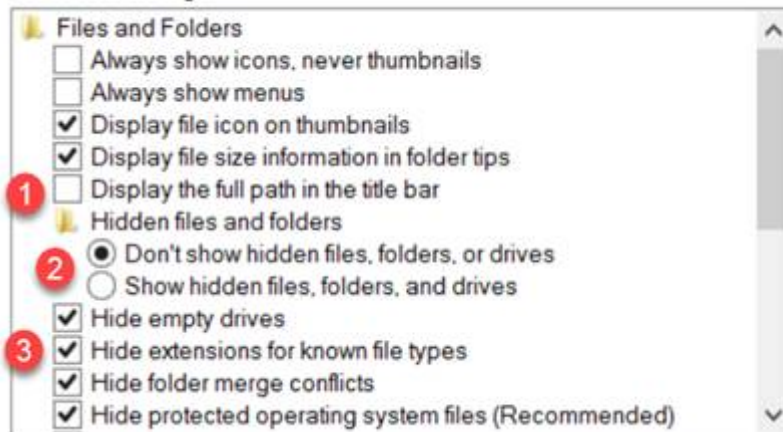 Files and Folders
Always show icons, never thumbnails
Always show menus
Display file icon on thumbnails
Display file size information in folder tips
1 Display the full path in the title bar
Hidden files and folders
2 Don't show hidden files, folders, or drives
Show hidden files, folders, and drives
Hide empty drives
3 Hide extensions for known file types
Hide folder merge conflicts
Hide protected operating system files (Recommended)